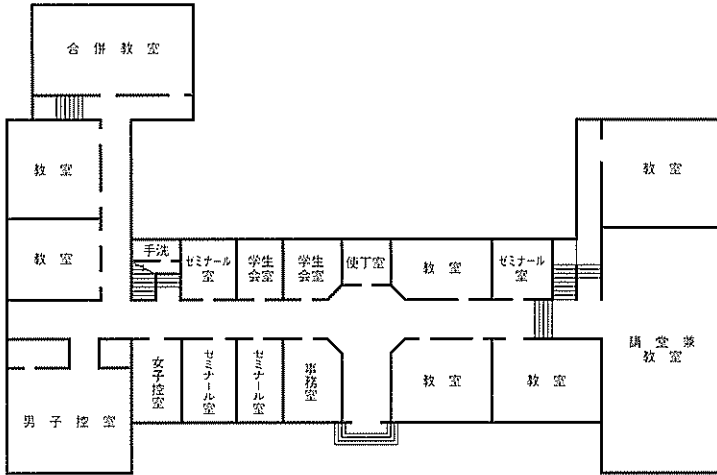 合併教室
教室
教室
教室
手洗
ゼミナール
室
学生
会室
学生
会室
使丁室
教室
ゼミナール
室
講堂兼
教室
女子控室
ゼミナール室
ゼミナール室
事務室
教室
教室
男子控室